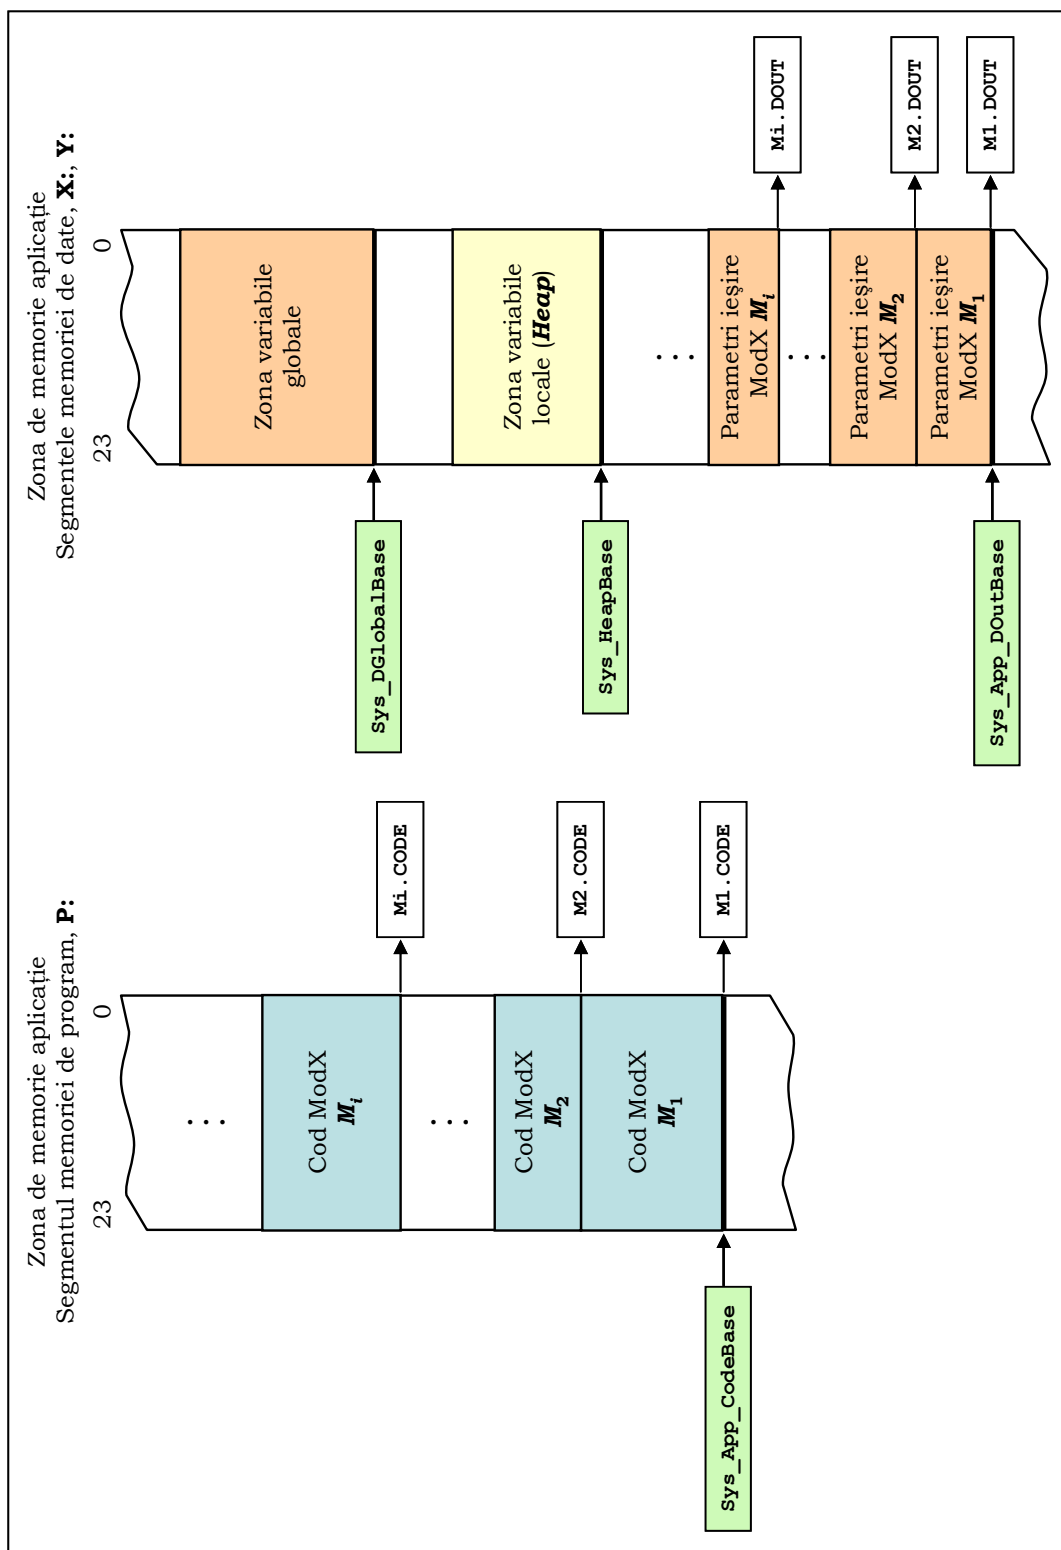 Zona de memorie aplicație
Segmentul memoriei de program, P:
23
0
. . .
Cod ModX
Mi
. . .
Cod ModX
M2
Cod ModX
M1
Mi.CODE
M2.CODE
M1.CODE
Sys_App_CodeBase
Zona de memorie aplicație
Segmentele memoriei de date, X:, Y:
23
0
Zona variabile
globale
Zona variabile
locale (Heap)
. . .
Parametri ieşire
ModX Mi
. . .
Parametri ieşire
ModX M2
Parametri ieşire
ModX M1
Mi.DOUT
M2.DOUT
M1.DOUT
Sys_DGlobalBase
Sys_HeapBase
Sys_App_DOutBase